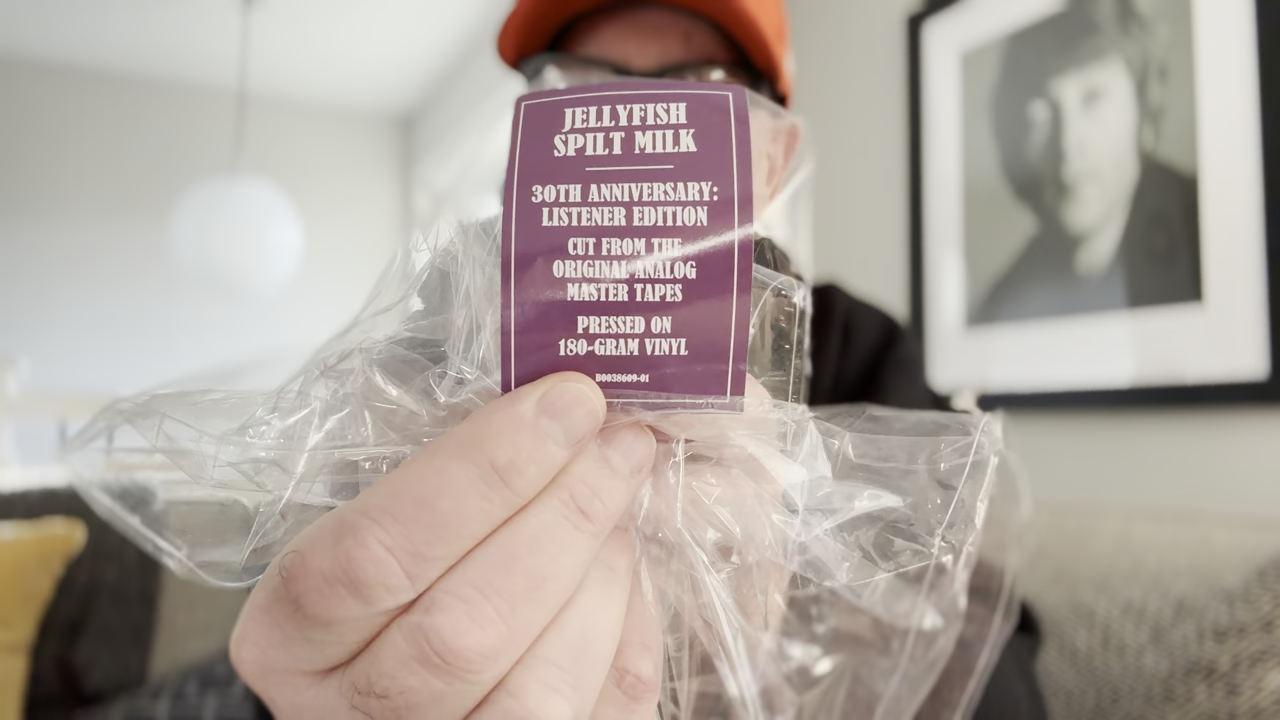 JELLYFISH
SPILT MILK
30TH ANNIVERSARY:
LISTENER EDITION
CUT FROM THE
ORIGINAL ANALOG
MASTER TAPES
PRESSED ON
180-GRAM VINYL
B0038609-01